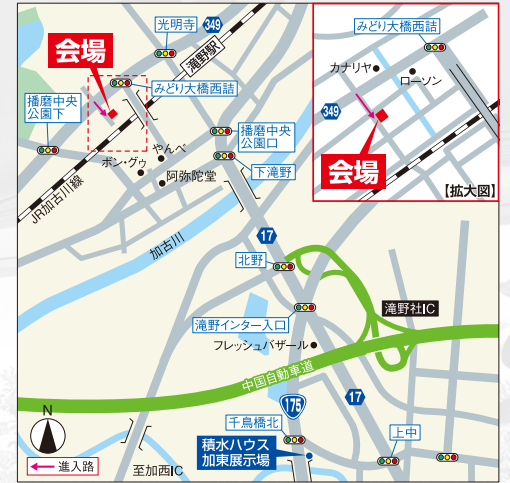 光明寺
349
滝野駅
会場
みどり大橋西詰
播磨中央
公園下
播磨中央
公園口
やんべ
ボン・グゥ
下滝野
阿弥陀堂
JR加古川線
加古川
17
北野
滝野社IC
滝野インター入口
フレッシュバザール
中国自動車道
17
175
千鳥橋北
上中
積水ハウス
加東展示場
N
進入路
至加西IC
みどり大橋西詰
カナリヤ
ローソン
349
会場
【拡大図】